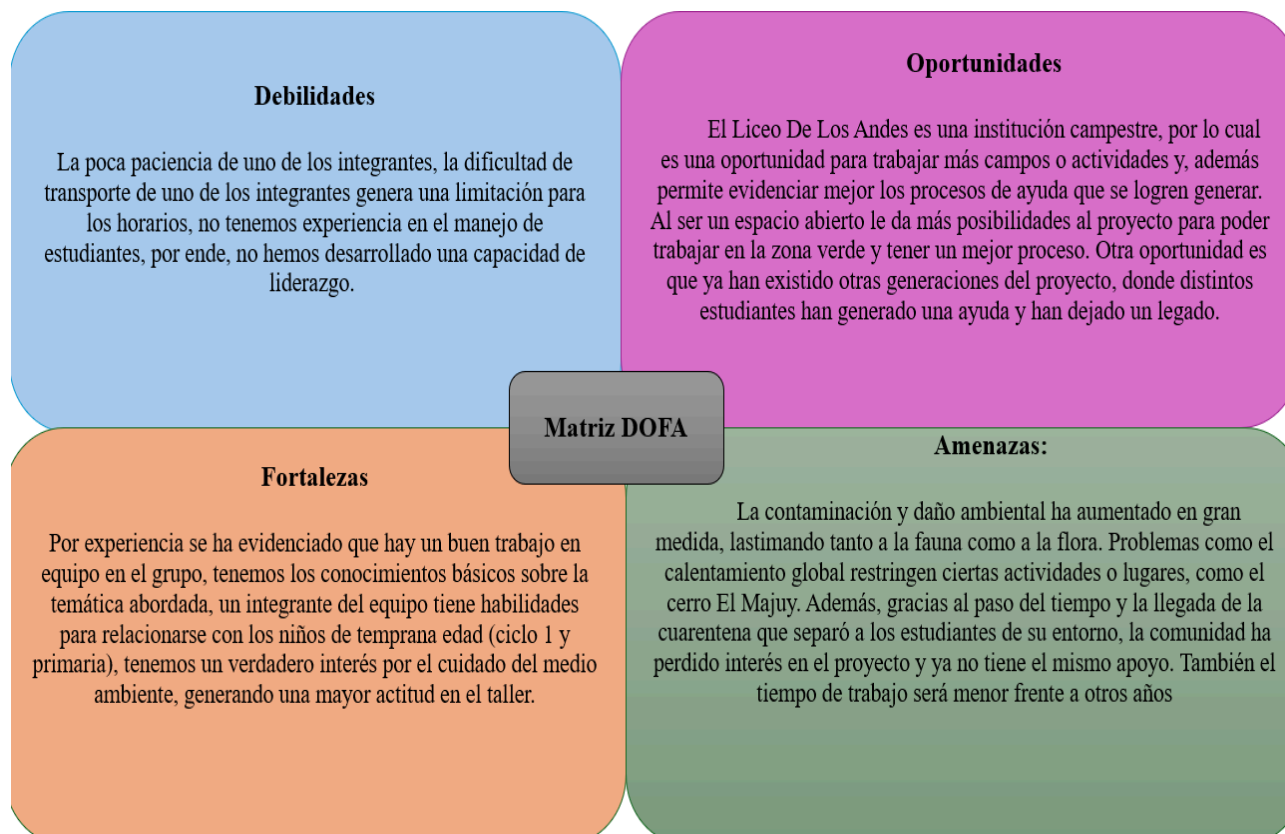 Debilidades
La poca paciencia de uno de los integrantes, la dificultad de
transporte de uno de los integrantes genera una limitación para
los horarios, no tenemos experiencia en el manejo de
estudiantes, por ende, no hemos desarrollado una capacidad de
liderazgo.
Oportunidades
El Liceo De Los Andes es una institución campestre, por lo cual
es una oportunidad para trabajar más campos o actividades y, además
permite evidenciar mejor los procesos de ayuda que se logren generar.
Al ser un espacio abierto le da más posibilidades al proyecto para poder
trabajar en la zona verde y tener un mejor proceso. Otra oportunidad es
que ya han existido otras generaciones del proyecto, donde distintos
estudiantes han generado una ayuda y han dejado un legado.
Matriz DOFA
Fortalezas
Por experiencia se ha evidenciado que hay un buen trabajo en
equipo en el grupo, tenemos los conocimientos básicos sobre la
temática abordada, un integrante del equipo tiene habilidades
para relacionarse con los niños de temprana edad (ciclo 1 y
primaria), tenemos un verdadero interés por el cuidado del medio
ambiente, generando una mayor actitud en el taller.
Amenazas:
La contaminación y daño ambiental ha aumentado en gran
medida, lastimando tanto a la fauna como a la flora. Problemas como el
calentamiento global restringen ciertas actividades o lugares, como el
cerro El Majuy. Además, gracias al paso del tiempo y la llegada de la
cuarentena que separó a los estudiantes de su entorno, la comunidad ha
perdido interés en el proyecto y ya no tiene el mismo apoyo. También el
tiempo de trabajo será menor frente a otros años